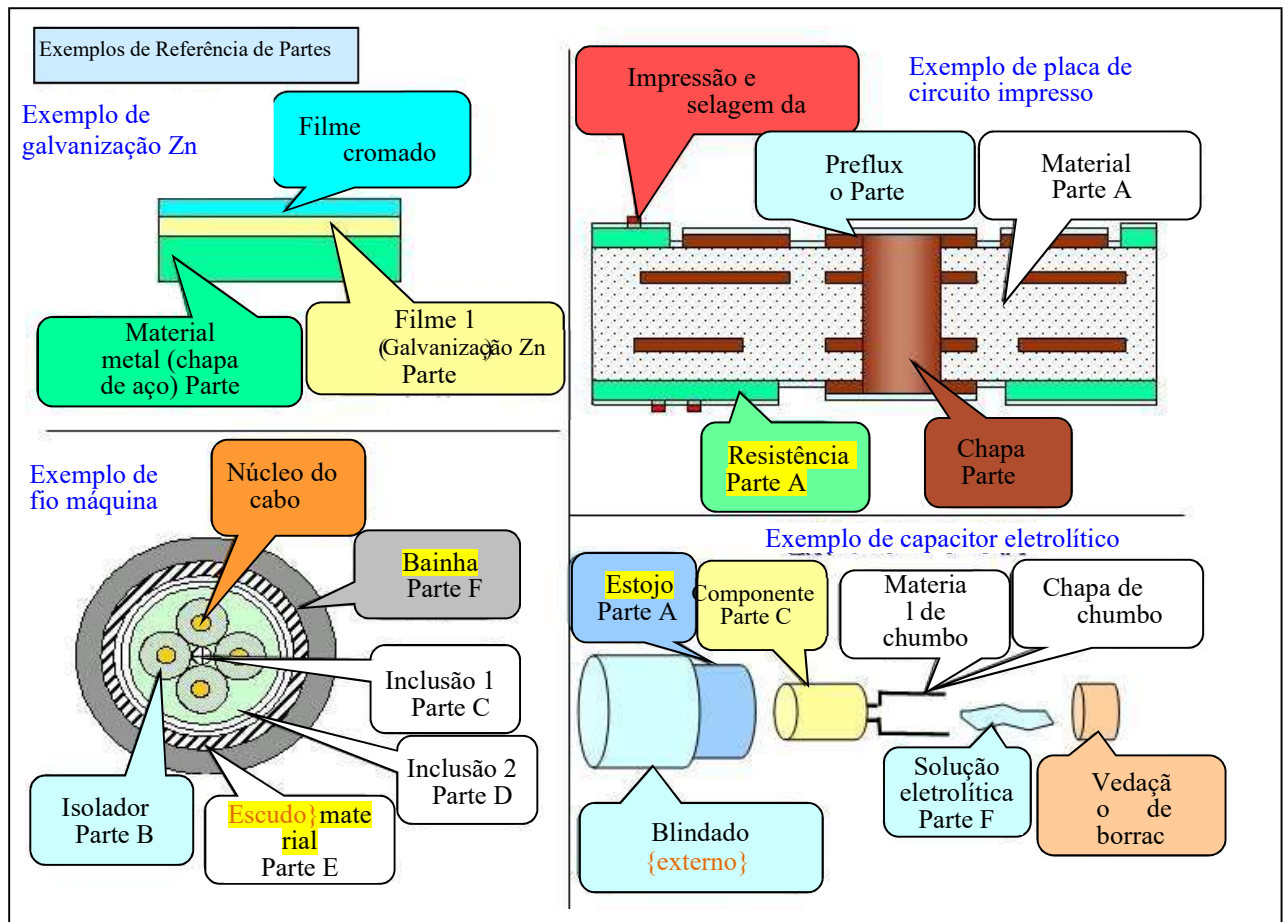 Exemplos de Referência de Partes
Exemplo de
galvanização Zn
Filme
cromado
Material
metal (chapa
de aço) Parte
Filme 1
(Galvanização Zn)
Parte
Impressão e
selagem da
Exemplo de placa de
circuito impresso
Preflux
o Parte
Material
Parte A
Resistência
Parte A
Chapa
Parte
Exemplo de
fio máquina
Núcleo do
cabo
Bainha
Parte F
Inclusão 1
Parte C
Inclusão 2
Parte D
Isolador
Parte B
Escudo}mate
rial
Parte E
Exemplo de capacitor eletrolítico
Estojo
Parte A
Componente
Parte C
Materia
l de
chumbo
Chapa de
chumbo
Blindado
{externo}
Solução
eletrolítica
Parte F
Vedaçã
o de
borrac